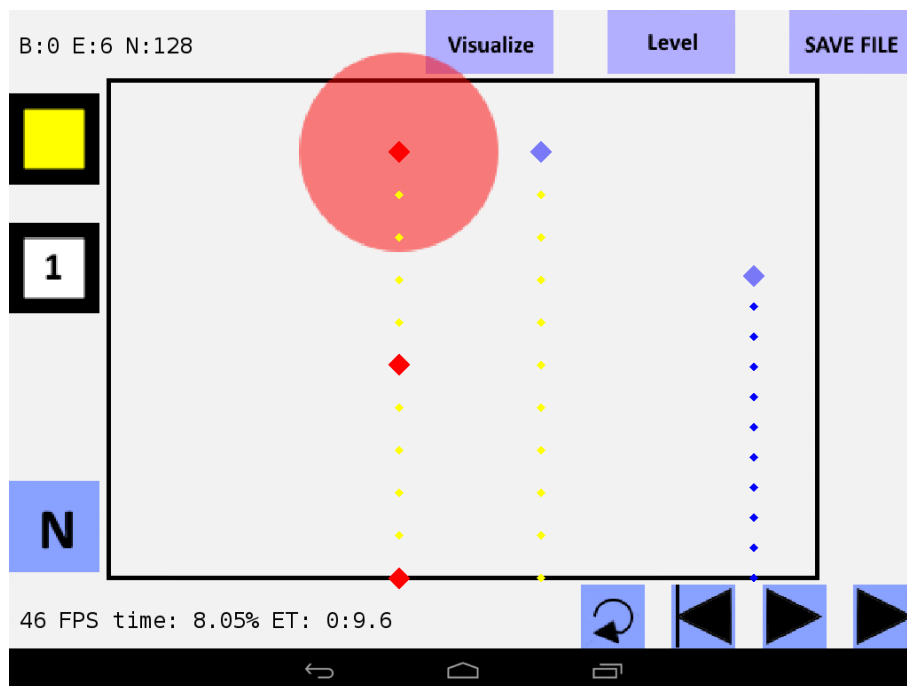 B:0 E:6 N:128
Visualize
Level
SAVE FILE
1
N
46 FPS time: 8.05% ET: 0:9.6